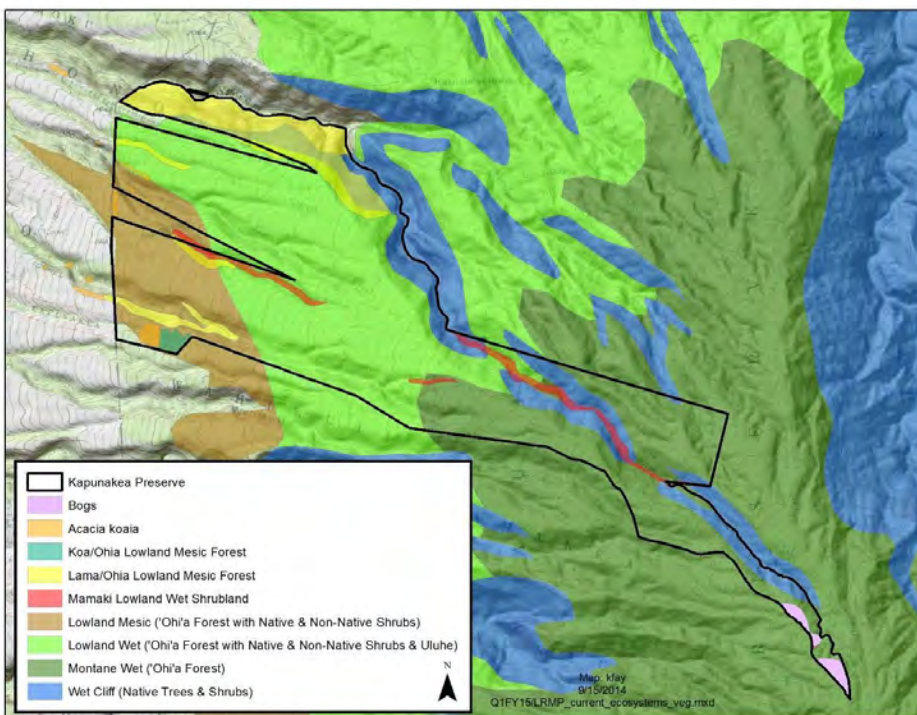 Kapunakea Preserve
Bogs
Acacia koaia
Koa/Ohia Lowland Mesic Forest
Lama/Ohia Lowland Mesic Forest
Mamaki Lowland Wet Shrubland
Lowland Mesic ('Ohi'a Forest with Native & Non-Native Shrubs)
Lowland Wet ('Ohi'a Forest with Native & Non-Native Shrubs & Uluhe)
Montane Wet ('Ohi'a Forest)
Wet Cliff (Native Trees & Shrubs)
N
Map: kfay
9/15/2014
Q1FY15/LRMP_current_ecosystems_veg.mxd